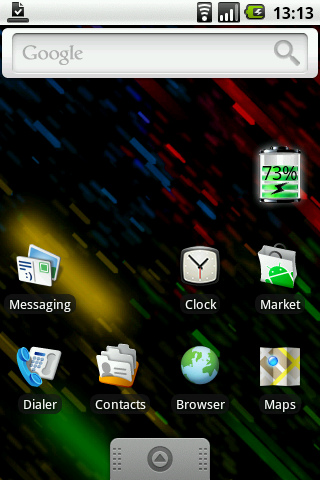 13:13
Google
73%
Messaging
Clock
Market
Dialer
Contacts
Browser
Maps